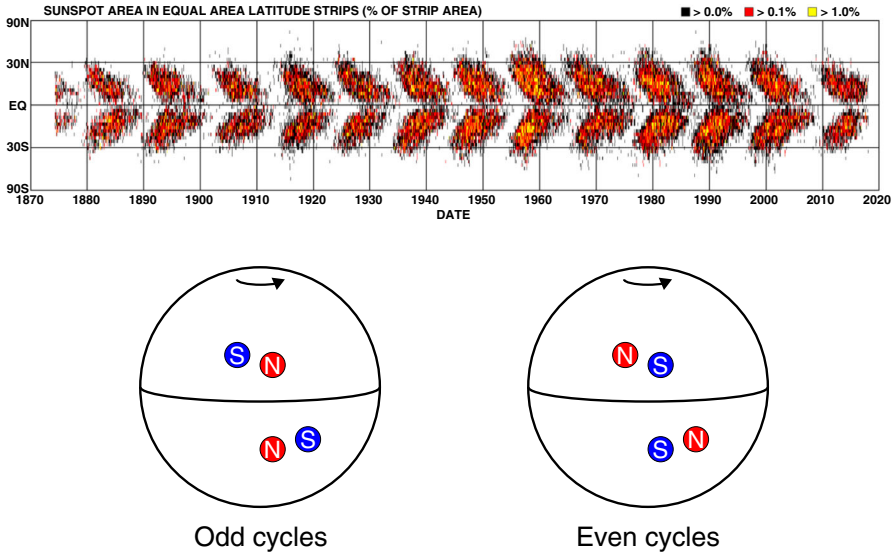 SUNSPOT AREA IN EQUAL AREA LATITUDE STRIPS (% OF STRIP AREA) > 0.0% > 0.1% > 1.0%
90N
30N
EQ
30S
90S
1870 1880 1890 1900 1910 1920 1930 1940 1950 1960 1970 1980 1990 2000 2010 2020
DATE
S N N S
N S S N
Odd cycles Even cycles